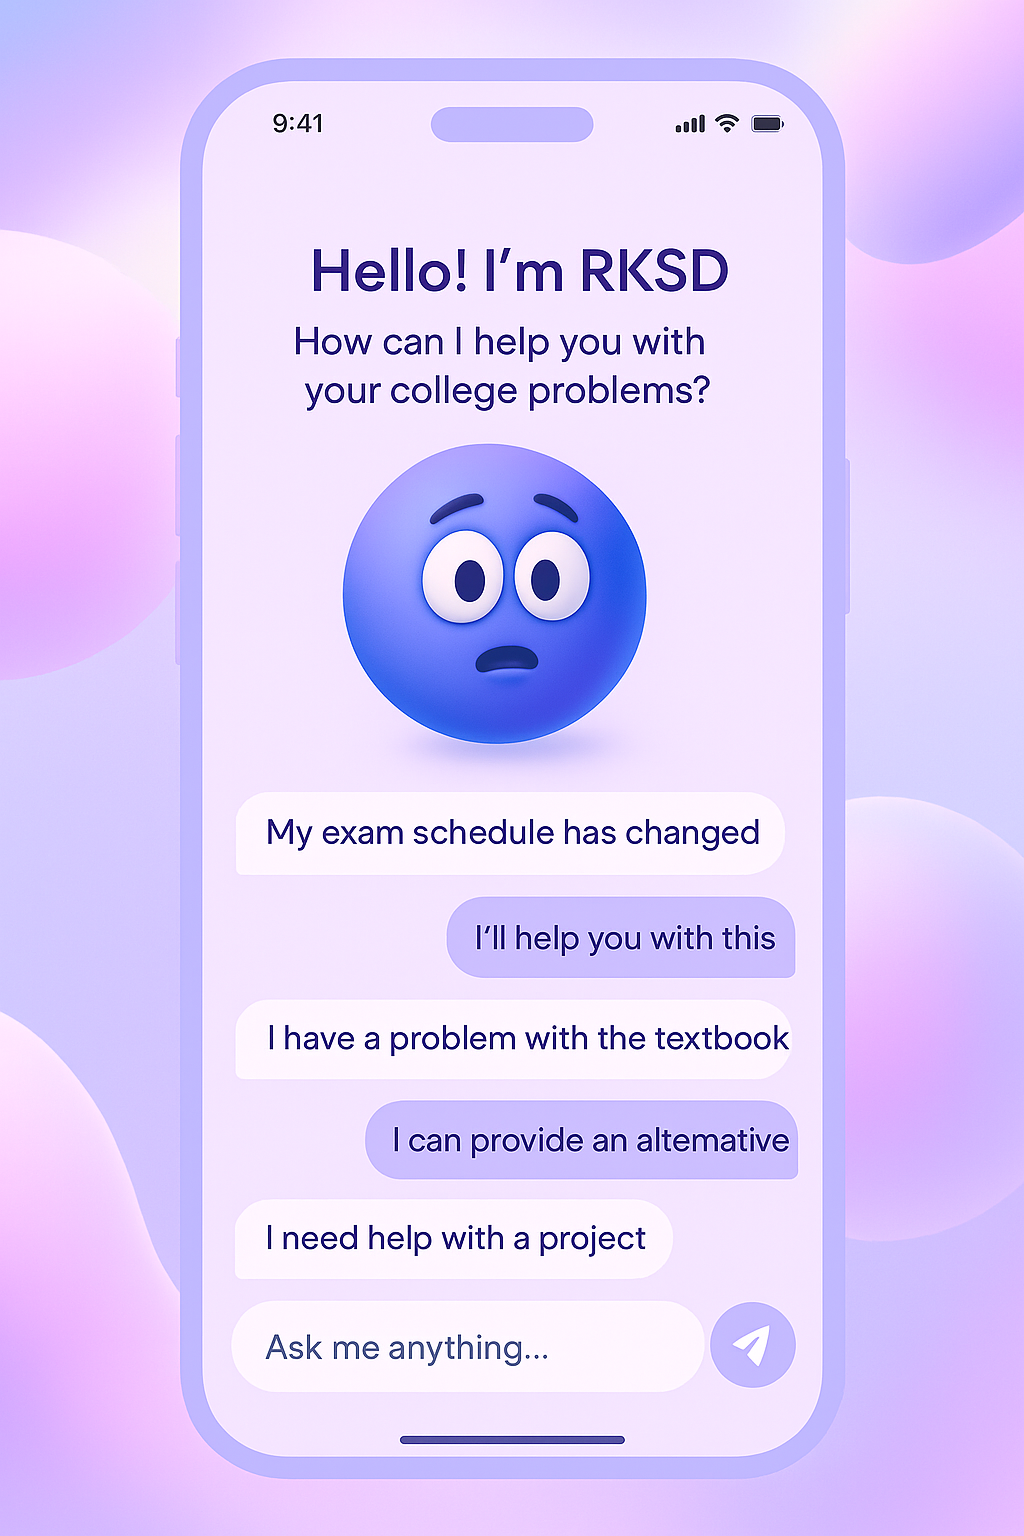 9:41
Hello! I’m RKSD
How can I help you with
your college problems?
My exam schedule has changed
I’ll help you with this
I have a problem with the textbook
I can provide an altemative
I need help with a project
Ask me anything...